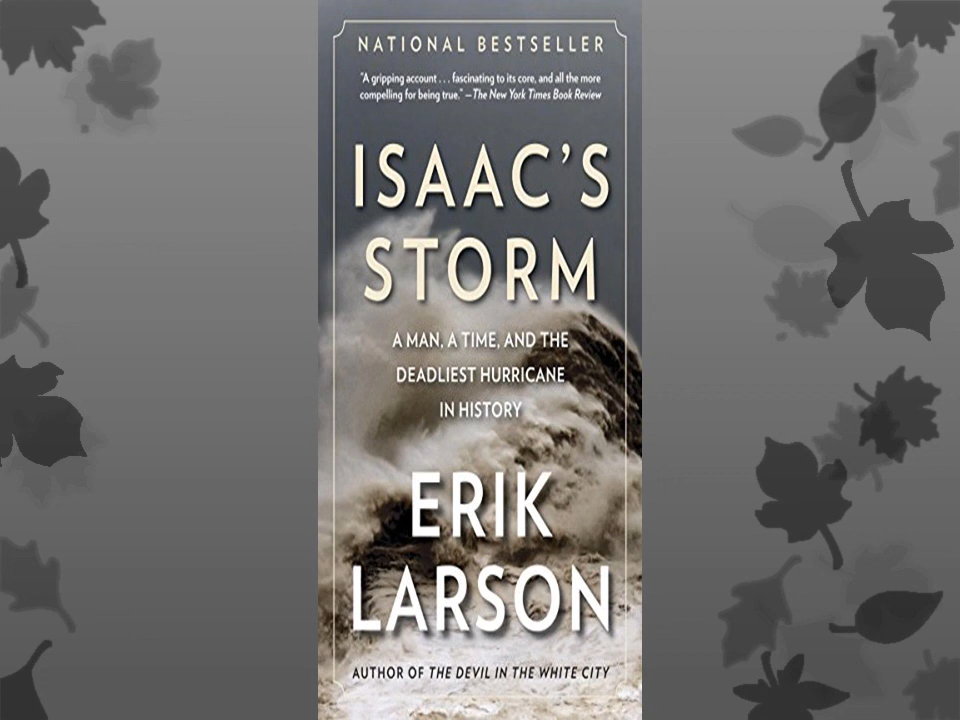 NATIONAL BESTSELLER
"A gripping account . . . fascinating to its core, and all the more
compelling for being true." —The New York Times Book Review
ISAAC'S
STORM
A MAN, A TIME, AND THE
DEADLIEST HURRICANE
IN HISTORY
ERIK
LARSON
AUTHOR OF THE DEVIL IN THE WHITE CITY